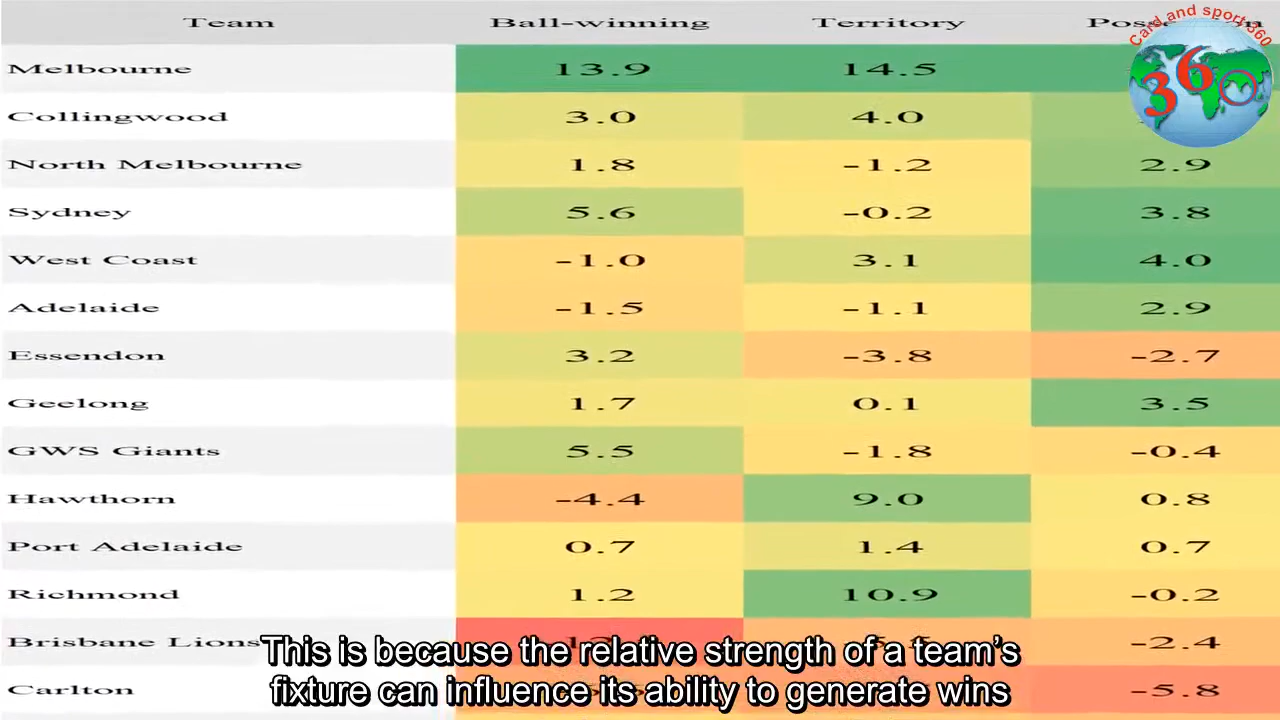 Team Ball-winning Territory
Card and sport 360
360
Melbourne 13.9 14.5
Collingwood 3.0 4.0
North Melbourne 1.8 -1.2 2.9
Sydney 5.6 -0.2 3.8
West Coast -1.0 3.1 4.0
Adelaide -1.5 -1.1 2.9
Essendon 3.2 -3.8 -2.7
Geelong 1.7 0.1 3.5
GWS Giants 5.5 -1.8 -0.4
Hawthorn -4.4 9.0 0.8
Port Adelaide 0.7 1.4 0.7
Richmond 1.2 10.9 -0.2
Brisbane Lions -2.4
This is because the relative strength of a team's
Carlton -5.8
fixture can influence its ability to generate wins